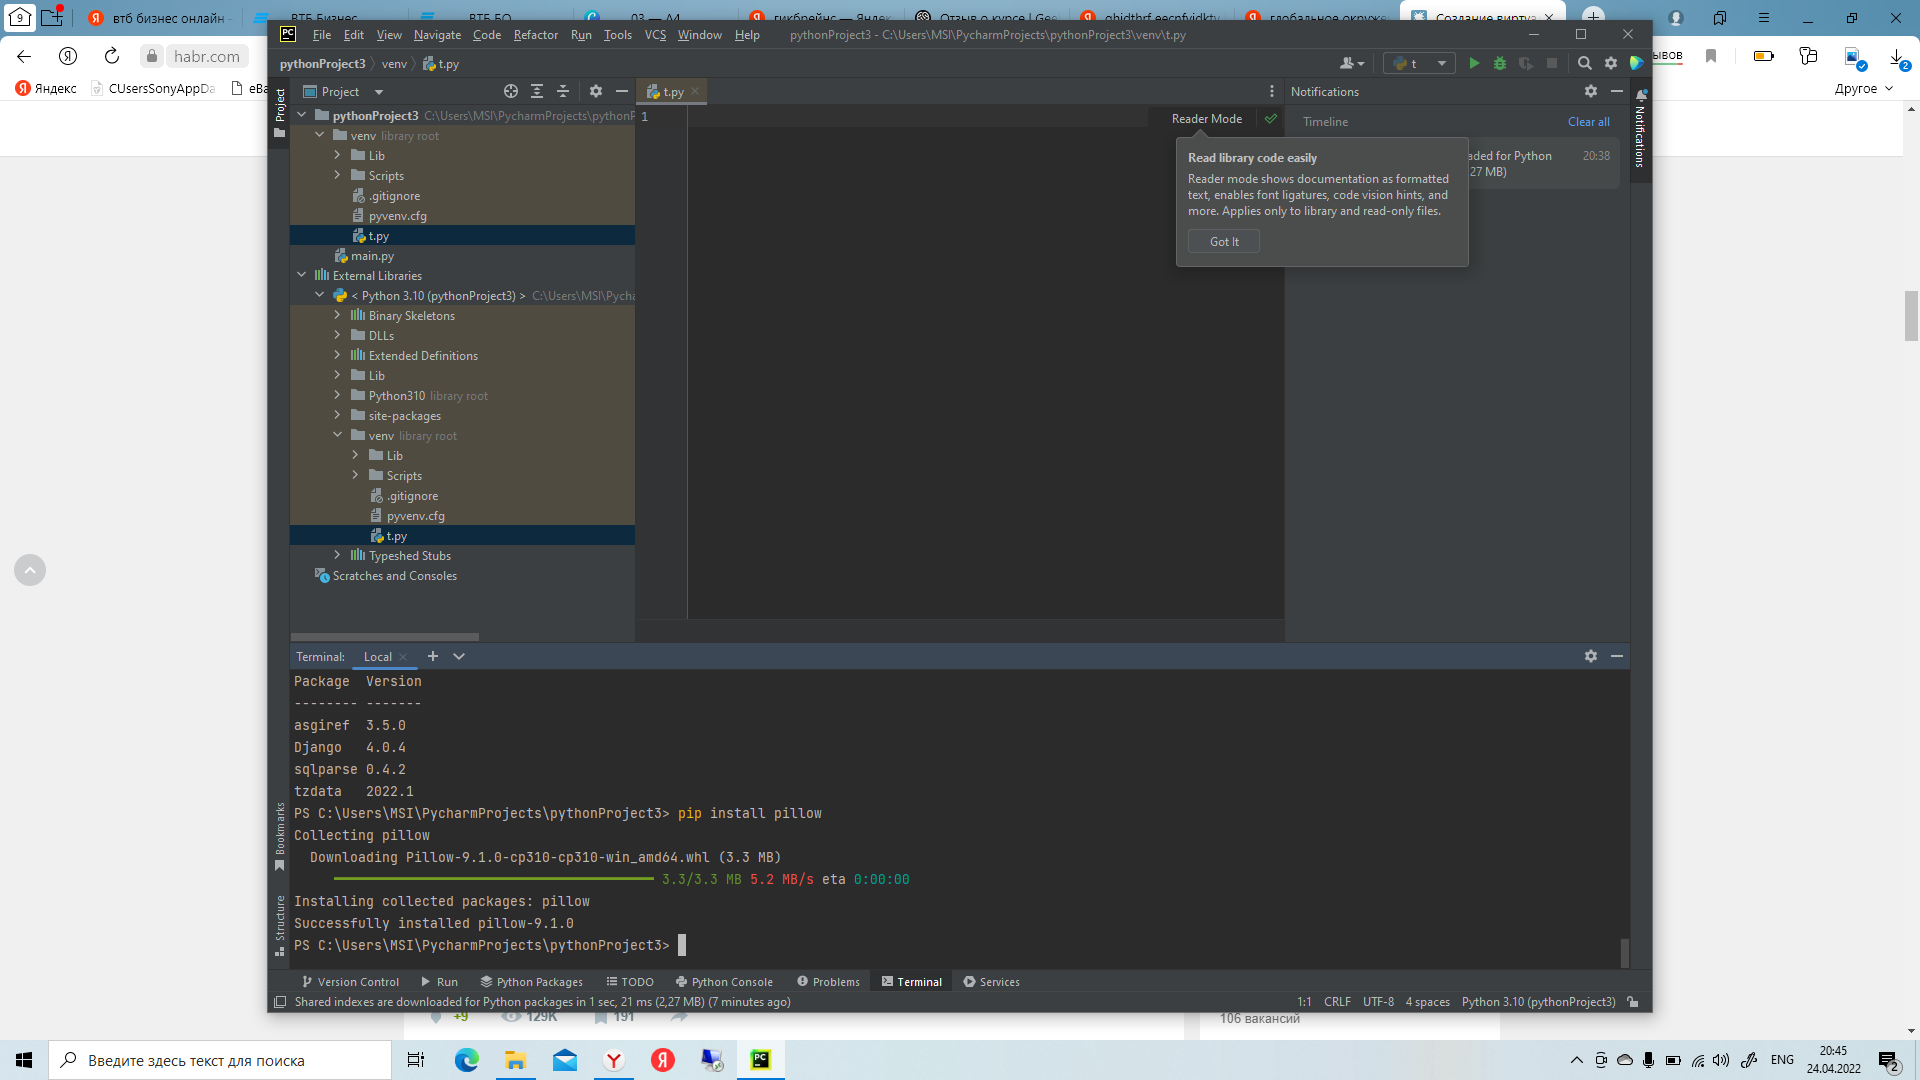 9
втб бизнес онлайн
ВТБ Бизнес
ВТБ БО
03 — А4
гикбрейнс — Яндек
Отзыв о курсе | Gee
ghjdthrf eecnfyjdktv
глобальное окруже
Создание вирту
habr.com
Яндекс
CUsersSonyAppDa
eBa
Другое
2
File Edit View Navigate Code Refactor Run Tools VCS Window Help
pythonProject3 - C:\Users\MSI\PycharmProjects\pythonProject3\venv\t.py
pythonProject3
venv
t.py
t
Project
Project
t.py
Notifications
pythonProject3 C:\Users\MSI\PycharmProjects\pythonF
venv library root
Lib
Scripts
.gitignore
pyvenv.cfg
t.py
main.py
External Libraries
< Python 3.10 (pythonProject3) > C:\Users\MSI\Pycha
Binary Skeletons
DLLs
Extended Definitions
Lib
Python310 library root
site-packages
venv library root
Lib
Scripts
.gitignore
pyvenv.cfg
t.py
Typeshed Stubs
Scratches and Consoles
1
Reader Mode
Read library code easily
Reader mode shows documentation as formatted
text, enables font ligatures, code vision hints, and
more. Applies only to library and read-only files.
Got It
Timeline
Clear all
aded for Python
20:38
27 MB)
Notifications
Terminal:
Local
Package Version
-------- -------
asgiref 3.5.0
Django 4.0.4
sqlparse 0.4.2
tzdata 2022.1
PS C:\Users\MSI\PycharmProjects\pythonProject3> pip install pillow
Collecting pillow
Downloading Pillow-9.1.0-cp310-cp310-win_amd64.whl (3.3 MB)
3.3/3.3 MB 5.2 MB/s eta 0:00:00
Installing collected packages: pillow
Successfully installed pillow-9.1.0
PS C:\Users\MSI\PycharmProjects\pythonProject3>
Bookmarks
Structure
Version Control Run Python Packages TODO Python Console Problems Terminal Services
Shared indexes are downloaded for Python packages in 1 sec, 21 ms (2,27 MB) (7 minutes ago)
1:1 CRLF UTF-8 4 spaces Python 3.10 (pythonProject3)
+9
129K
191
106 вакансий
Введите здесь текст для поиска
ENG
20:45
24.04.2022
2